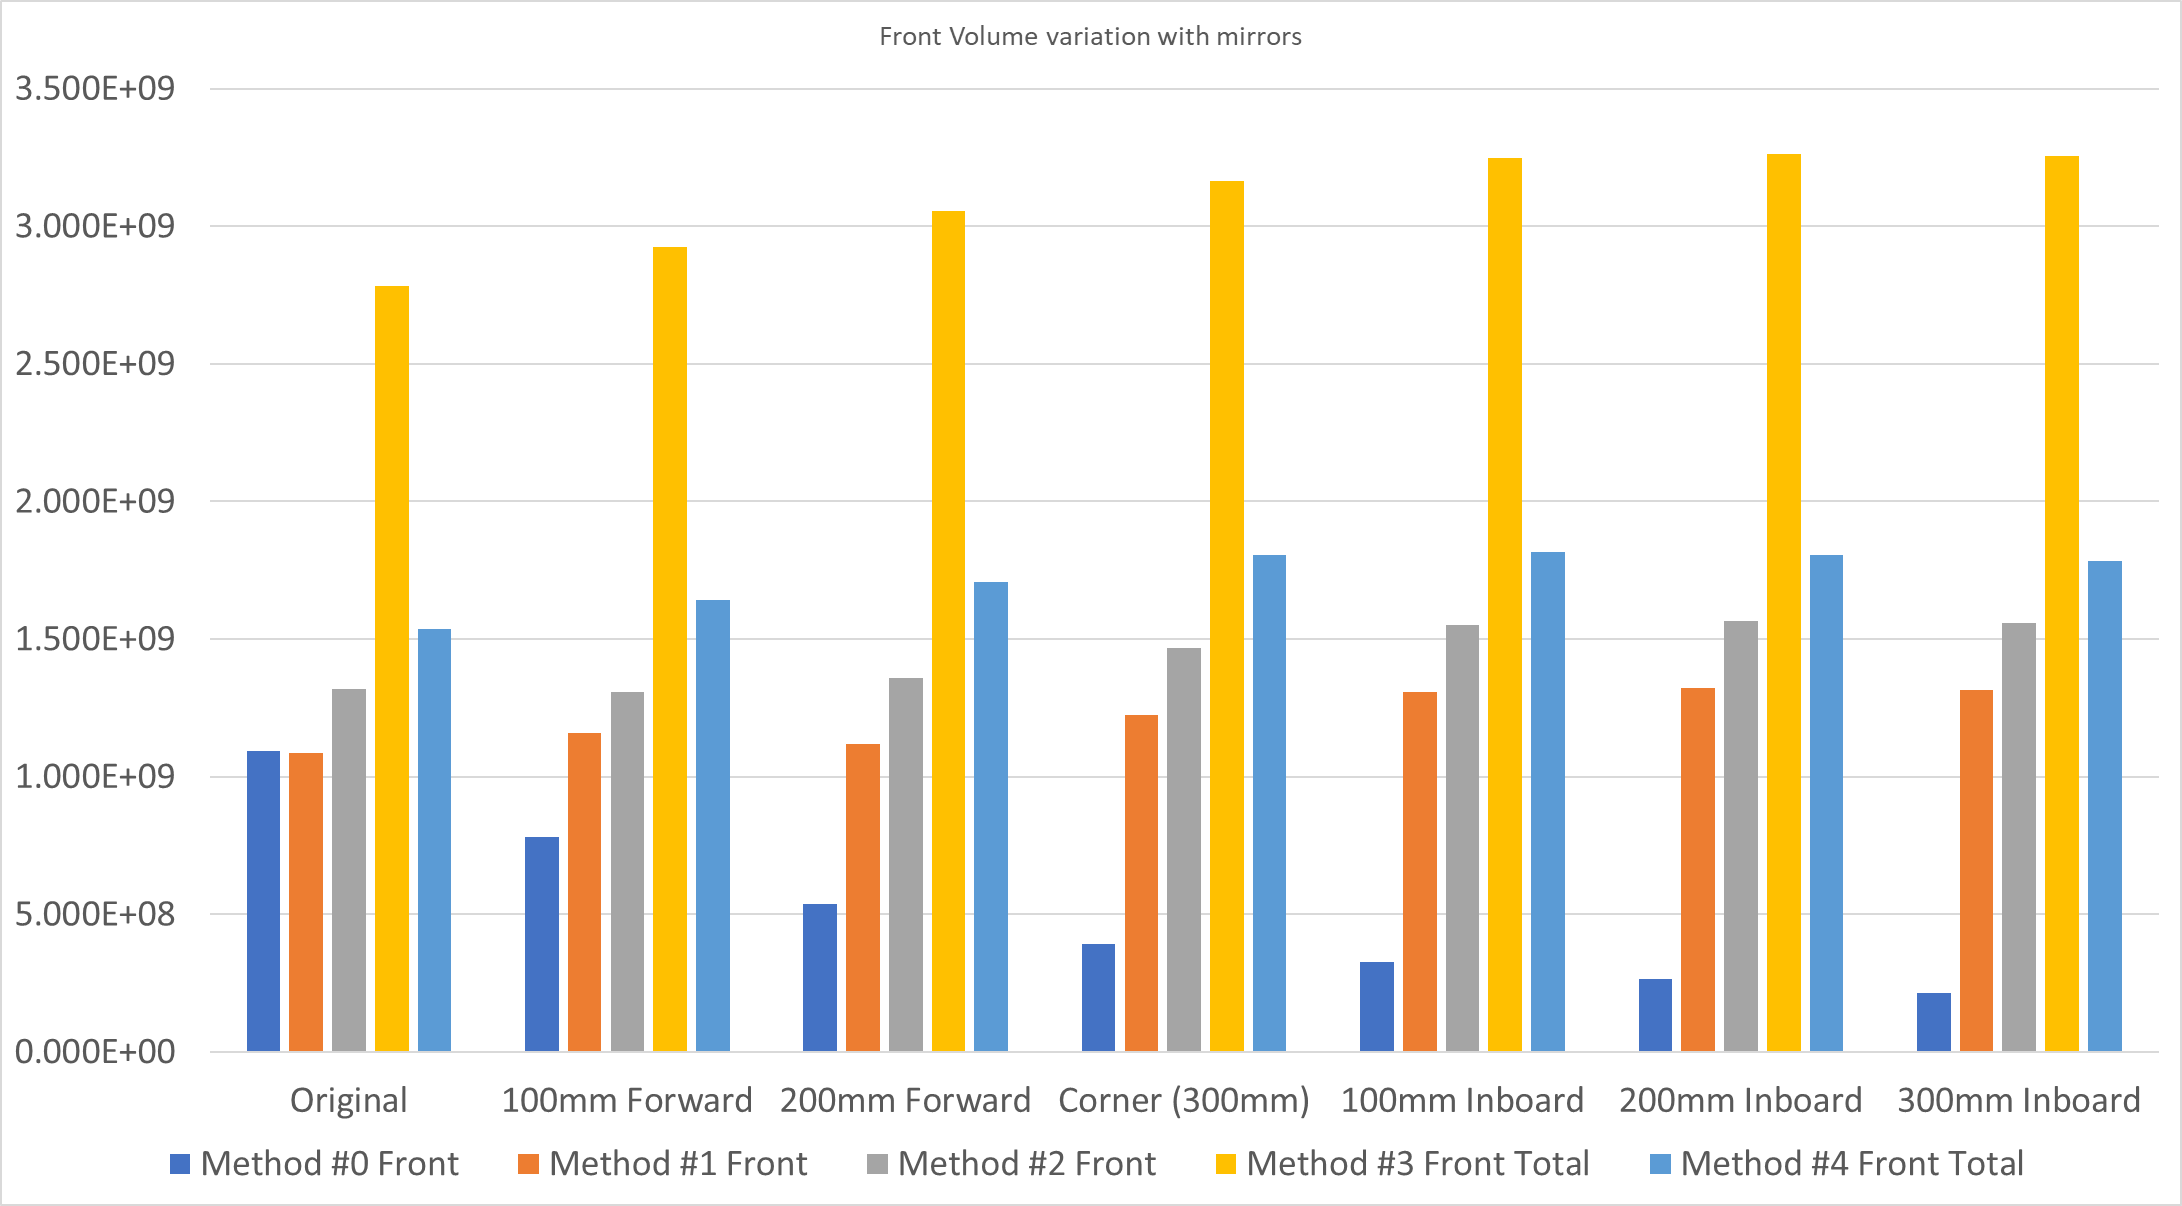 Front Volume variation with mirrors
3.500E+09
3.000E+09
2.500E+09
2.000E+09
1.500E+09
1.000E+09
5.000E+08
0.000E+00
Original 100mm Forward 200mm Forward Corner (300mm) 100mm Inboard 200mm Inboard 300mm Inboard
Method #0 Front Method #1 Front Method #2 Front Method #3 Front Total Method #4 Front Total